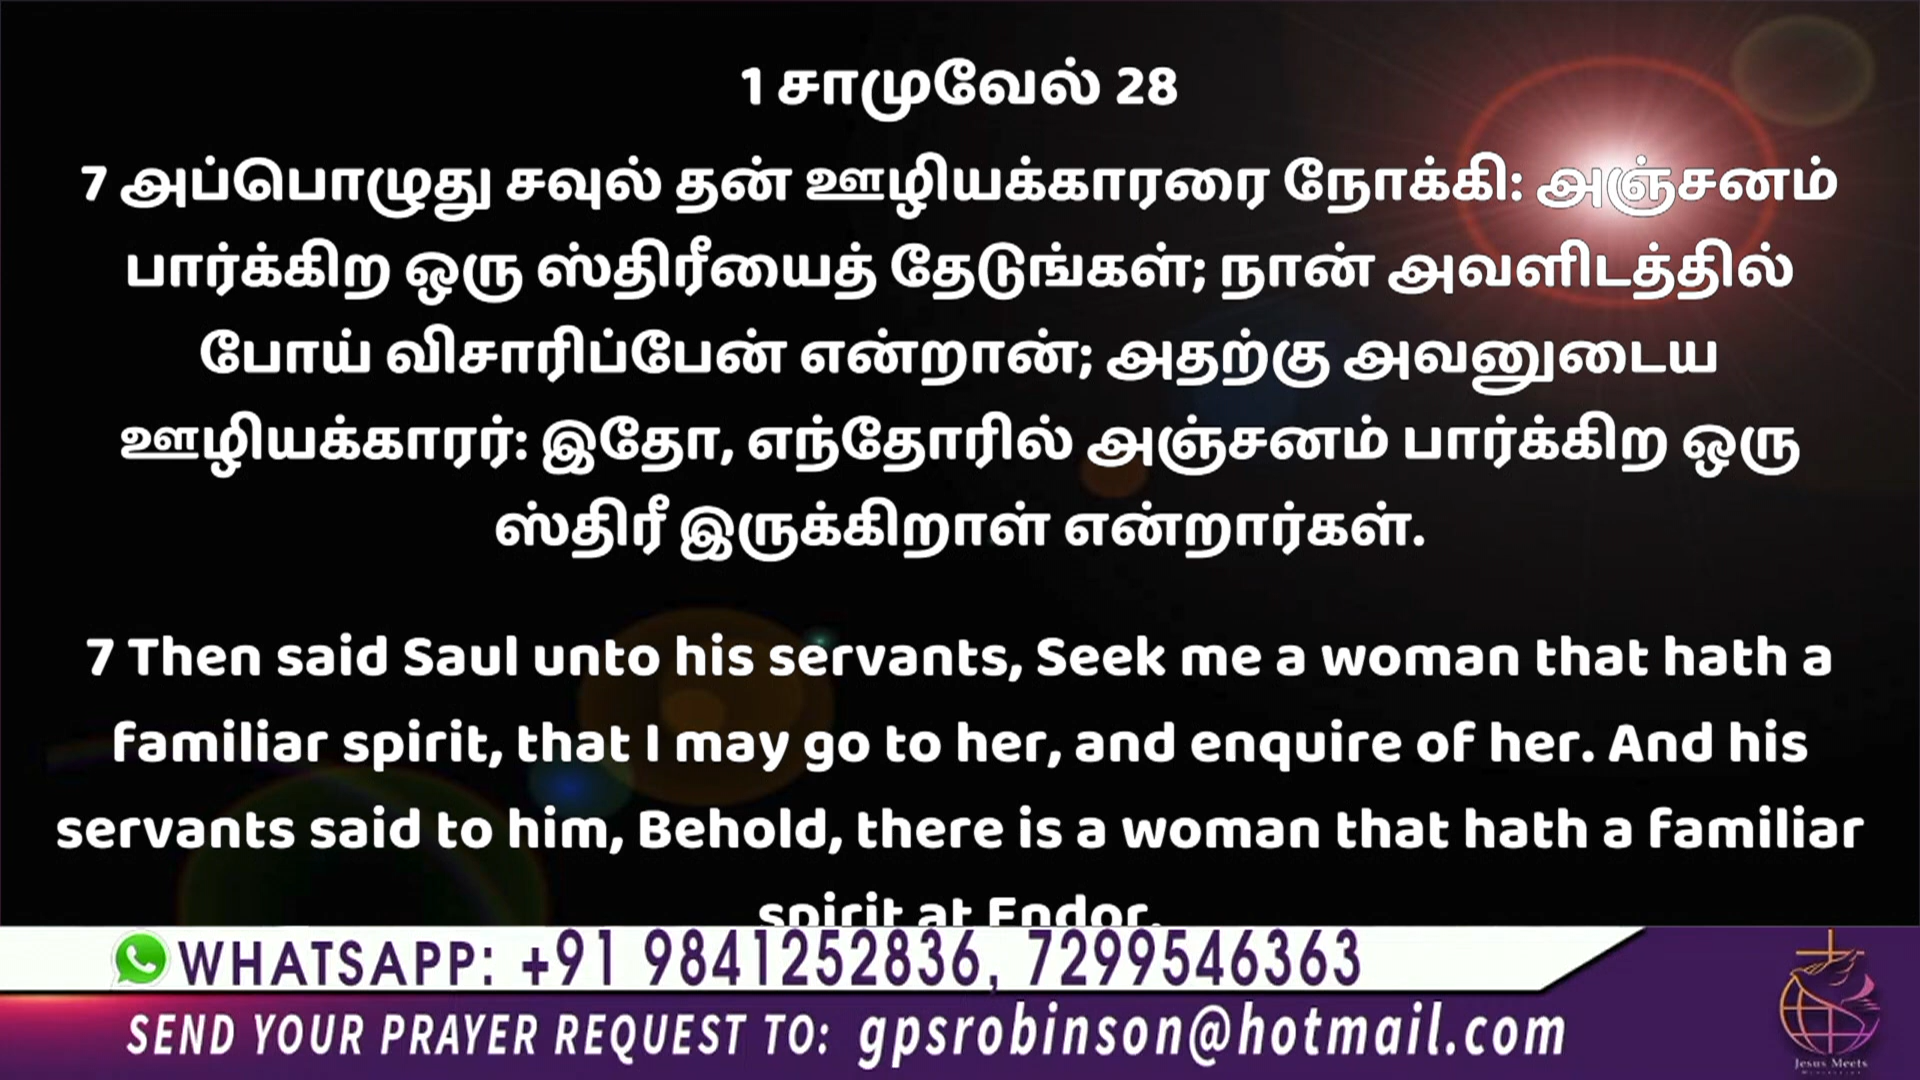 1 சாமுவேல் 28
7 அப்பொழுது சவுல் தன் ஊழியக்காரரை நோக்கி: அஞ்சனம்
பார்க்கிற ஒரு ஸ்திரீயைத் தேடுங்கள்; நான் அவளிடத்தில்
போய் விசாரிப்பேன் என்றான்; அதற்கு அவனுடைய
ஊழியக்காரர்: இதோ, எந்தோரில் அஞ்சனம் பார்க்கிற ஒரு
ஸ்திரீ இருக்கிறாள் என்றார்கள்.
7 Then said Saul unto his servants, Seek me a woman that hath a
familiar spirit, that I may go to her, and enquire of her. And his
servants said to him, Behold, there is a woman that hath a familiar
spirit at Endor.
WHATSAPP: +91 9841252836, 7299546363
SEND YOUR PRAYER REQUEST TO: gpsrobinson@hotmail.com
Jesus Meets